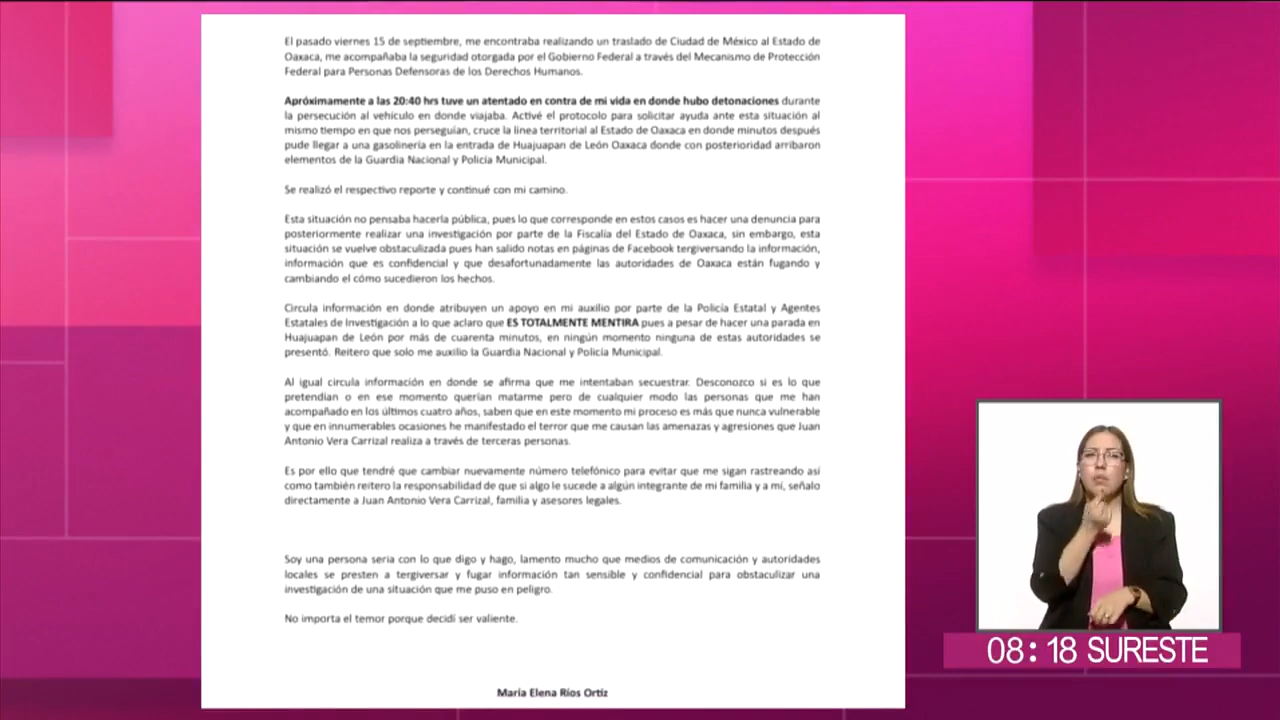 El pasado viernes 15 de septiembre, me encontraba realizando un traslado de Ciudad de México al Estado de
Oaxaca, me acompañaba la seguridad otorgada por el Gobierno Federal a través del Mecanismo de Protección
Federal para Personas Defensoras de los Derechos Humanos.
Apróximamente a las 20:40 hrs tuve un atentado en contra de mi vida en donde hubo detonaciones durante
la persecución al vehículo en donde viajaba. Activé el protocolo para solicitar ayuda ante esta situación al
mismo tiempo en que nos perseguían, cruce la línea territorial al Estado de Oaxaca en donde minutos después
pude llegar a una gasolinería en la entrada de Huajuapan de León Oaxaca donde con posterioridad arribaron
elementos de la Guardia Nacional y Policía Municipal.
Se realizó el respectivo reporte y continué con mi camino.
Esta situación no pensaba hacerla pública, pues lo que corresponde en estos casos es hacer una denuncia para
posteriormente realizar una investigación por parte de la Fiscalía del Estado de Oaxaca, sin embargo, esta
situación se vuelve obstaculizada pues han salido notas en páginas de Facebook tergiversando la información,
información que es confidencial y que desafortunadamente las autoridades de Oaxaca están fugando y
cambiando el cómo sucedieron los hechos.
Circula información en donde atribuyen un apoyo en mi auxilio por parte de la Policía Estatal y Agentes
Estatales de Investigación a lo que aclaro que ES TOTALMENTE MENTIRA pues a pesar de hacer una parada en
Huajuapan de León por más de cuarenta minutos, en ningún momento ninguna de estas autoridades se
presentó. Reitero que solo me auxilio la Guardia Nacional y Policía Municipal.
Al igual circula información en donde se afirma que me intentaban secuestrar. Desconozco si es lo que
pretendían o en ese momento querían matarme pero de cualquier modo las personas que me han
acompañado en los últimos cuatro años, saben que en este momento mi proceso es más que nunca vulnerable
y que en innumerables ocasiones he manifestado el terror que me causan las amenazas y agresiones que Juan
Antonio Vera Carrizal realiza a través de terceras personas.
Es por ello que tendré que cambiar nuevamente número telefónico para evitar que me sigan rastreando así
como también reitero la responsabilidad de que si algo le sucede a algún integrante de mi familia y a mí, señalo
directamente a Juan Antonio Vera Carrizal, familia y asesores legales.
Soy una persona seria con lo que digo y hago, lamento mucho que medios de comunicación y autoridades
locales se presten a tergiversar y fugar información tan sensible y confidencial para obstaculizar una
investigación de una situación que me puso en peligro.
No importa el temor porque decidí ser valiente.
María Elena Ríos Ortíz
08:18 SURESTE